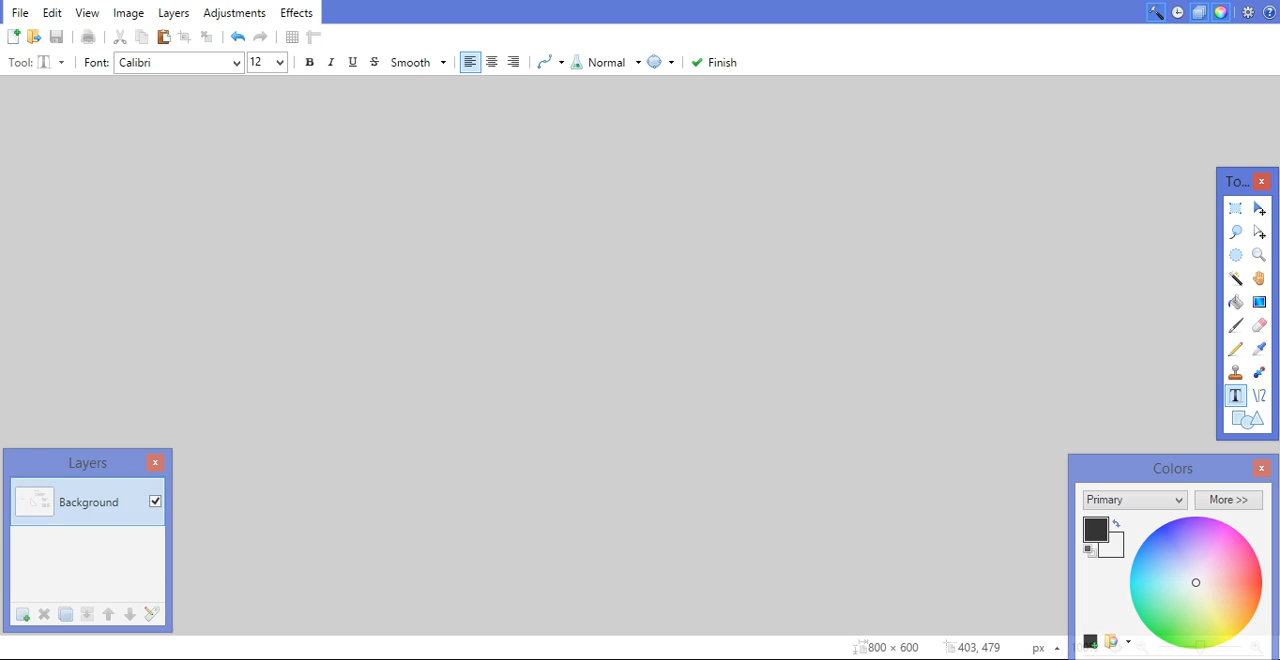 File Edit View Image Layers Adjustments Effects
Tool: T Font: Calibri 12 B I U S Smooth Normal Finish
To...
T
Layers
Background
Colors
Primary More >>
800 × 600 403, 479 px